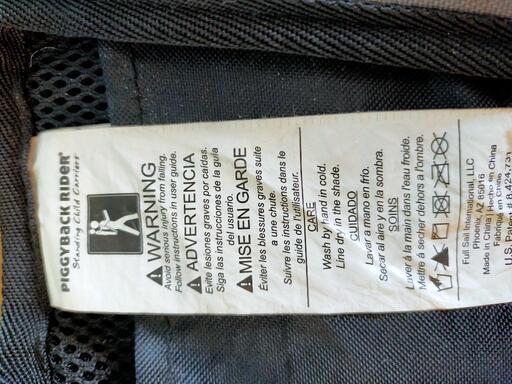 PIGGYBACK RIDER®
Standing Child Carriers
WARNING
Avoid serious injury from falling.
Follow instructions in user guide.
ADVERTENCIA
Evite lesiones graves por caídas.
Siga las instrucciones de la guía
del usuario.
MISE EN GARDE
Éviter les blessures graves suite
à une chute.
Suivre les instructions dans le
guide de l'utilisateur.
CARE
Wash by hand in cold.
Line dry in the shade.
CUIDADO
Lavar a mano en frío.
Secar al aire y en la sombra.
SOINS
Laver à la main dans l'eau froide.
Mettre à sécher dehors à l'ombre.
Full Sail International, LLC
Phoenix, AZ 85016
Made in China | Hecho en China
Fabriqué en Chine
U.S. Patent # 8,424,731